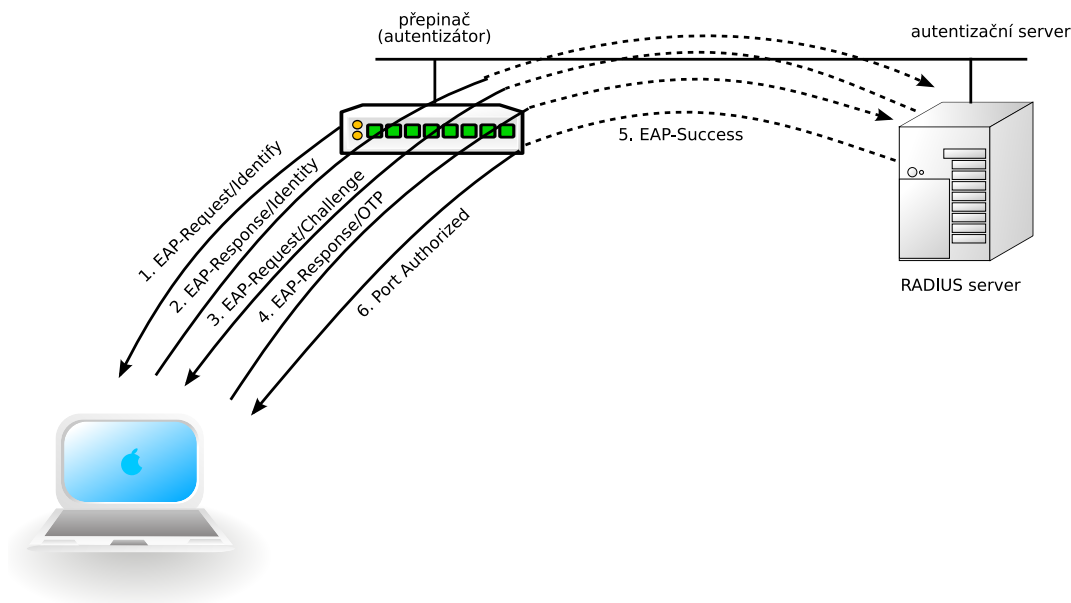 přepinač
(autentizátor)
autentizační server
5. EAP-Success
1. EAP-Request/Identify
2. EAP-Response/Identity
3. EAP-Request/Challenge
4. EAP-Response/OTP
6. Port Authorized
RADIUS server